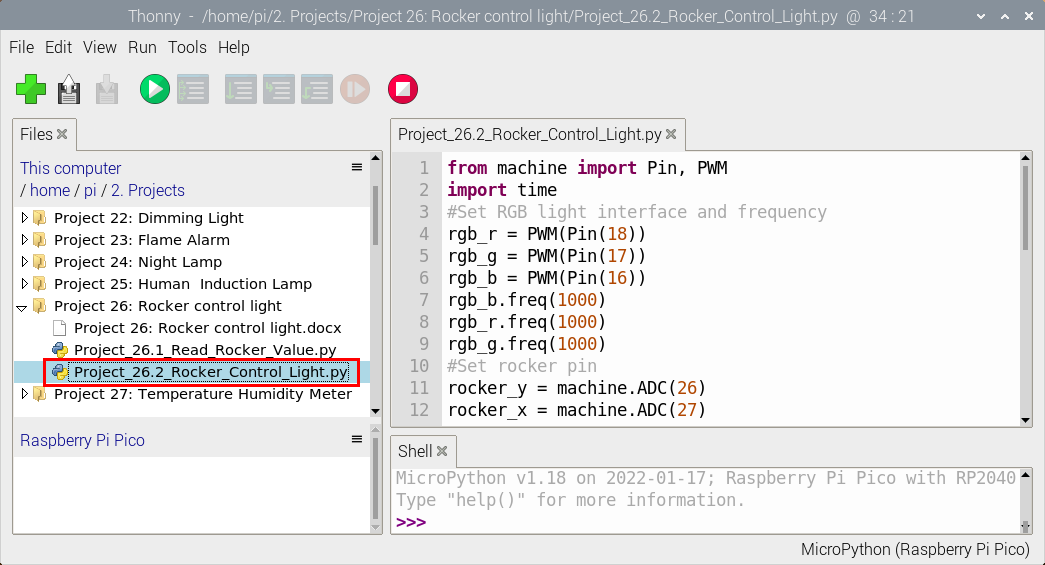 Thonny - /home/pi/2. Projects/Project 26: Rocker control light/Project_26.2_Rocker_Control_Light.py @ 34 : 21
File Edit View Run Tools Help
Files
This computer
/ home / pi / 2. Projects
Project 22: Dimming Light
Project 23: Flame Alarm
Project 24: Night Lamp
Project 25: Human  Induction Lamp
Project 26: Rocker control light
Project 26: Rocker control light.docx
Project_26.1_Read_Rocker_Value.py
Project_26.2_Rocker_Control_Light.py
Project 27: Temperature Humidity Meter
Raspberry Pi Pico
Project_26.2_Rocker_Control_Light.py
1 from machine import Pin, PWM
2 import time
3 #Set RGB light interface and frequency
4 rgb_r = PWM(Pin(18))
5 rgb_g = PWM(Pin(17))
6 rgb_b = PWM(Pin(16))
7 rgb_b.freq(1000)
8 rgb_r.freq(1000)
9 rgb_g.freq(1000)
10 #Set rocker pin
11 rocker_y = machine.ADC(26)
12 rocker_x = machine.ADC(27)
Shell
MicroPython v1.18 on 2022-01-17; Raspberry Pi Pico with RP2040
Type "help()" for more information.
>>>
MicroPython (Raspberry Pi Pico)